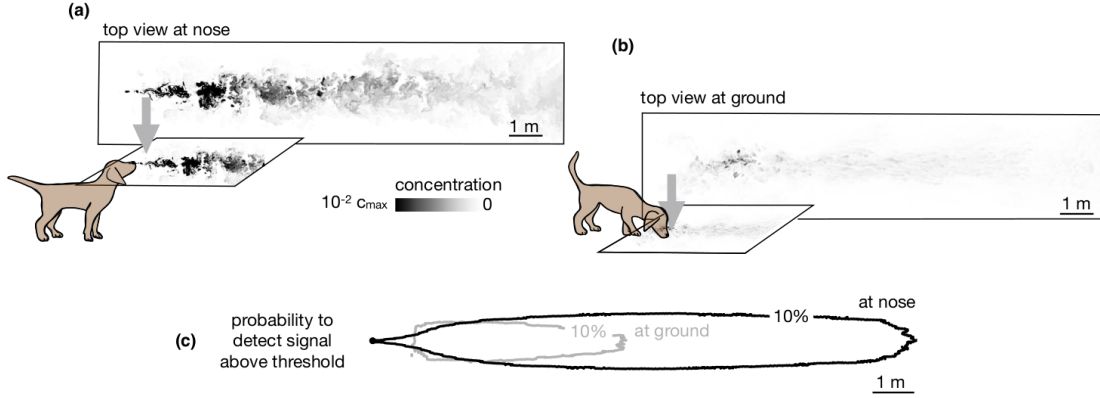 (a)
top view at nose
1 m
concentration
10⁻² cmax 0
(b)
top view at ground
1 m
(c)
probability to
detect signal
above threshold
10% at ground
at nose
10%
1 m